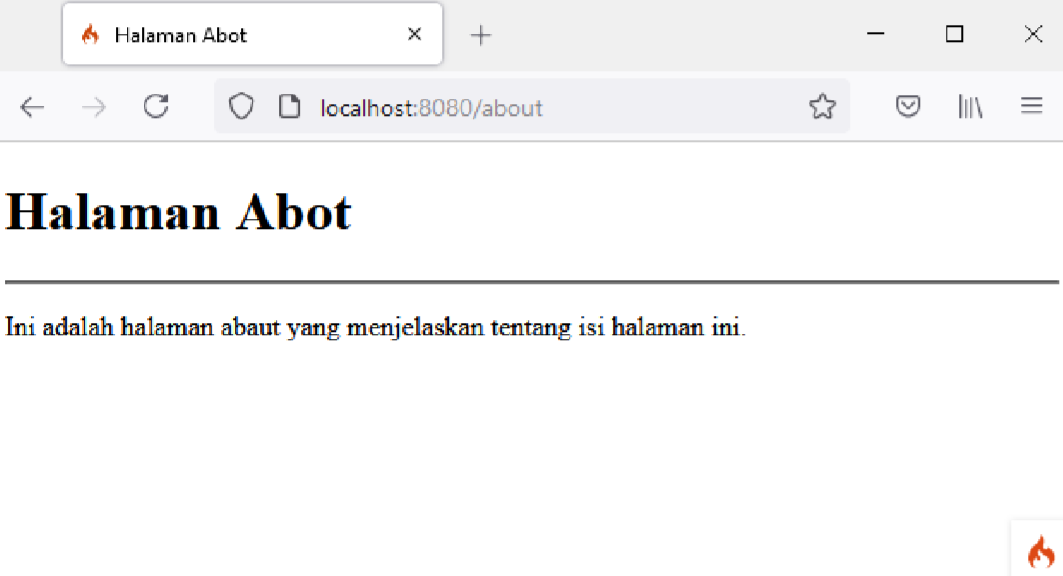 Halaman Abot
localhost:8080/about
Halaman Abot
Ini adalah halaman abaut yang menjelaskan tentang isi halaman ini.